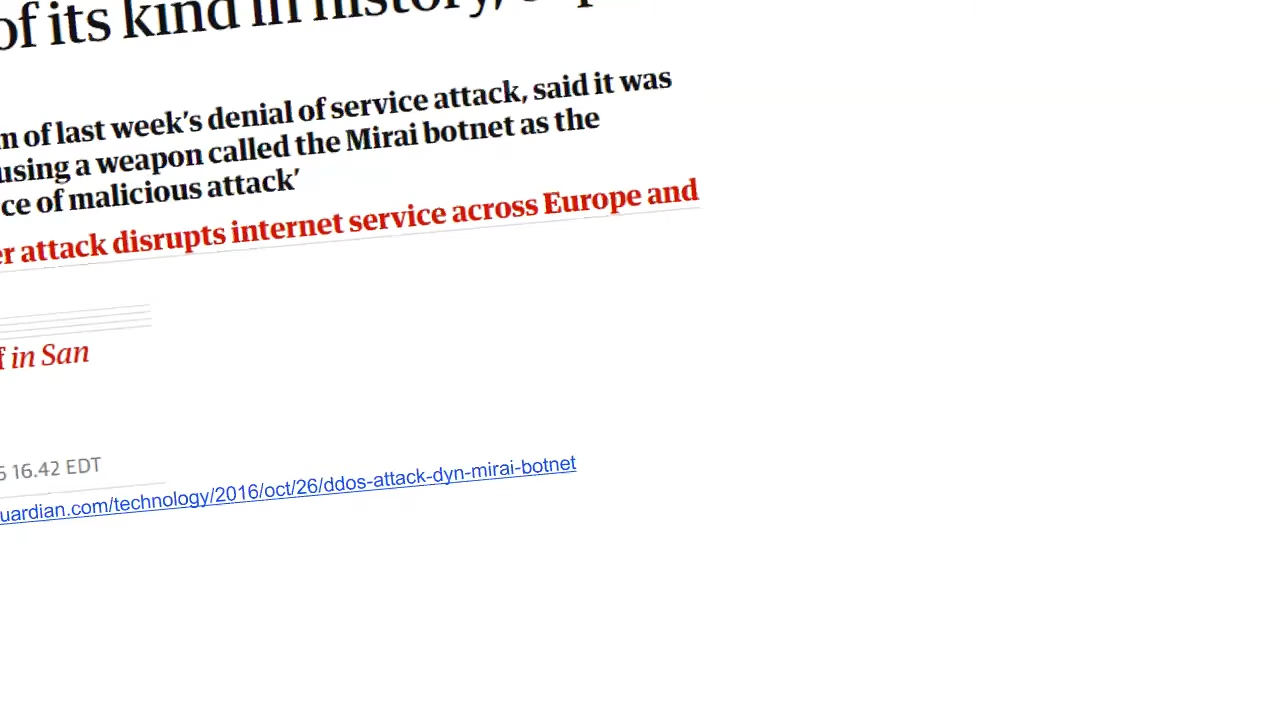 of its kind in history,
of last week's denial of service attack, said it was
using a weapon called the Mirai botnet as the
ce of malicious attack'
er attack disrupts internet service across Europe and
in San
16.42 EDT
uardian.com/technology/2016/oct/26/ddos-attack-dyn-mirai-botnet